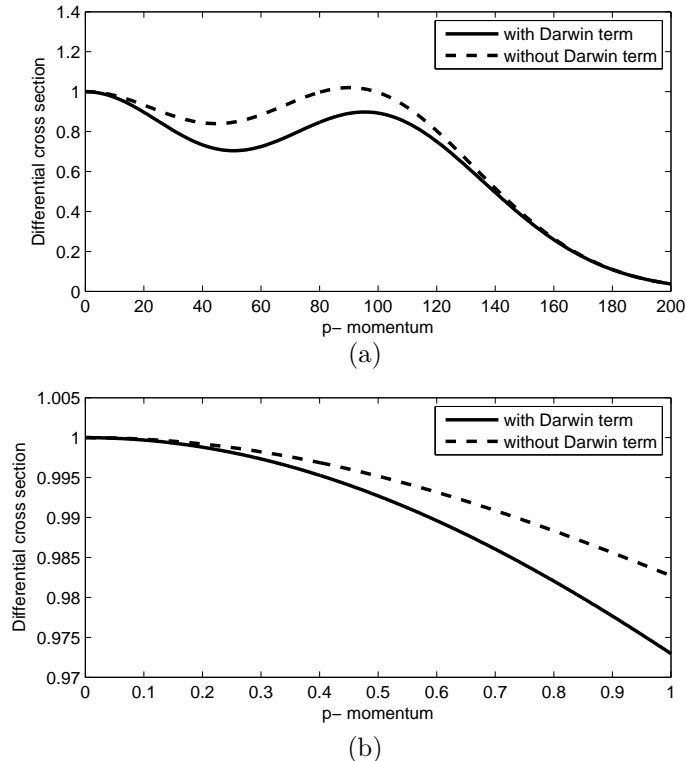 1.4
1.2
1
0.8
0.6
0.4
0.2
0
Differential cross section
with Darwin term
without Darwin term
0 20 40 60 80 100 120 140 160 180 200
p− momentum
(a)
1.005
1
0.995
0.99
0.985
0.98
0.975
0.97
Differential cross section
with Darwin term
without Darwin term
0 0.1 0.2 0.3 0.4 0.5 0.6 0.7 0.8 0.9 1
p− momentum
(b)